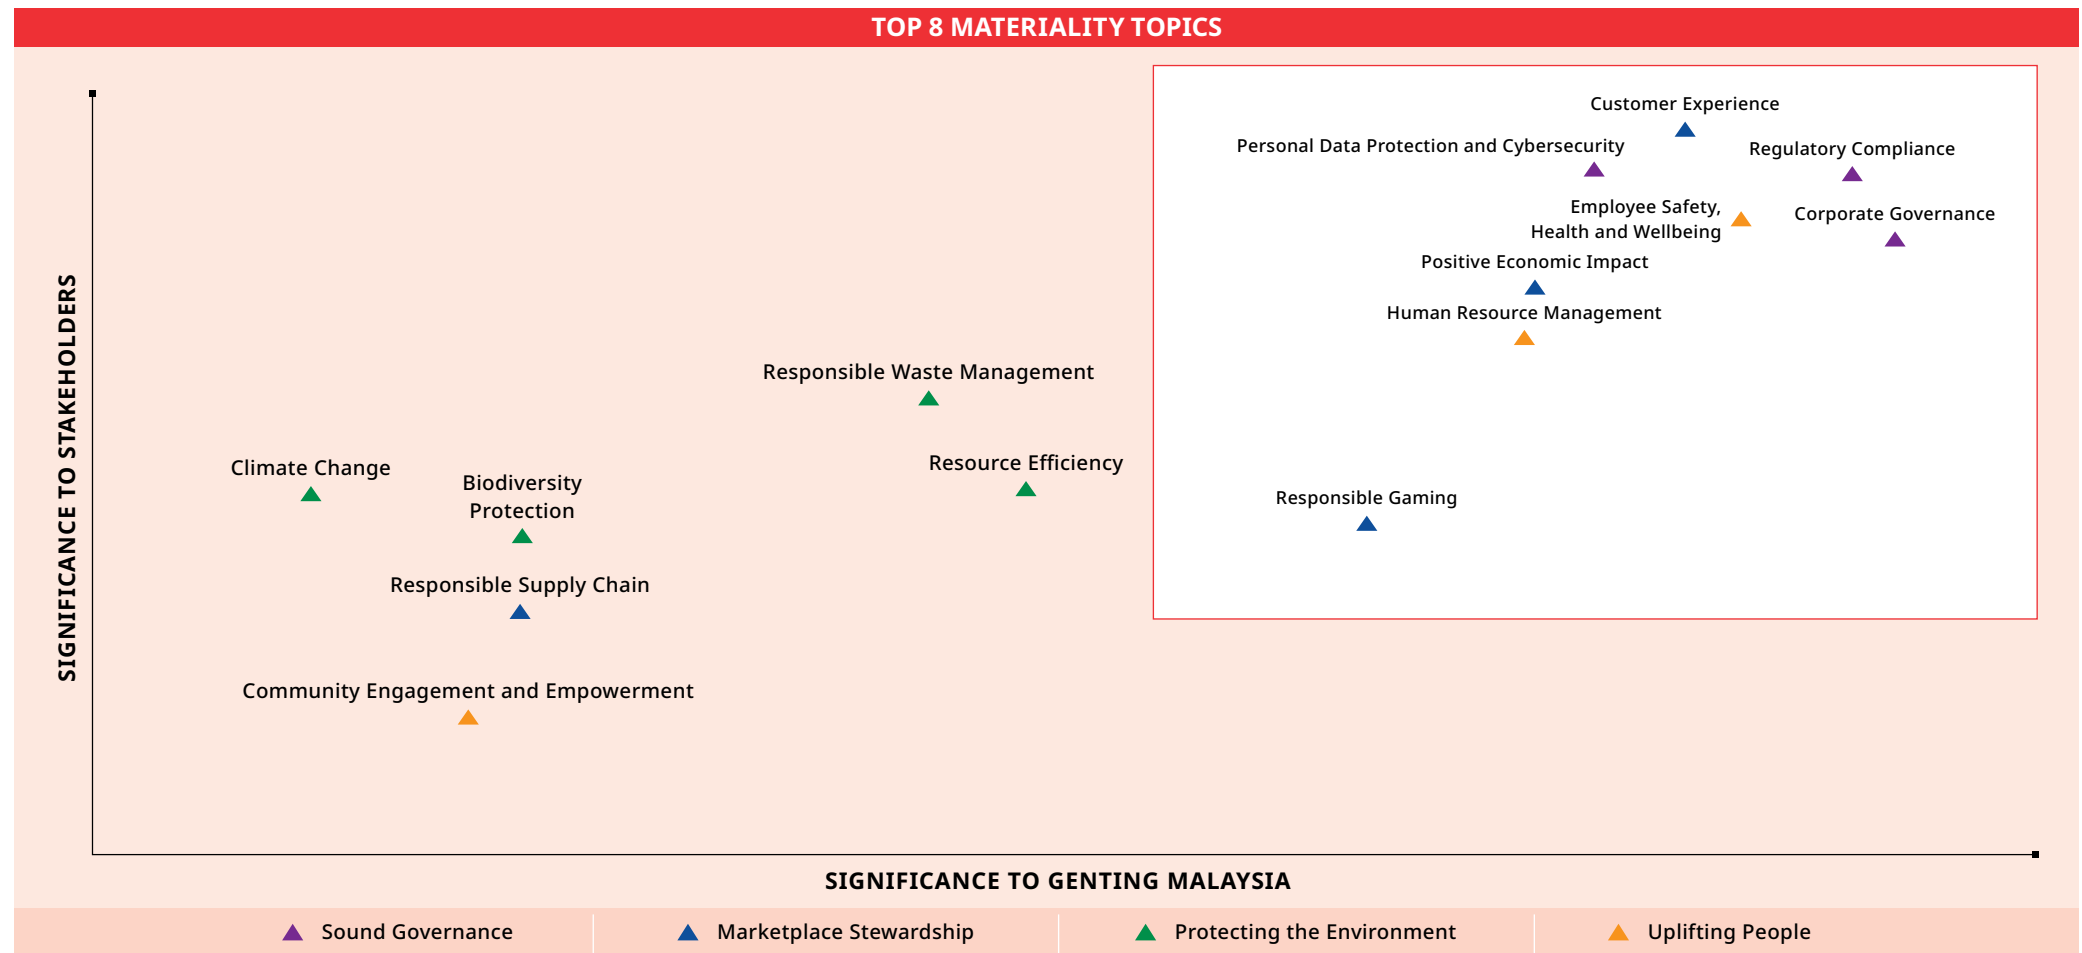 TOP 8 MATERIALITY TOPICS
SIGNIFICANCE TO STAKEHOLDERS
Customer Experience
Personal Data Protection and Cybersecurity
Regulatory Compliance
Employee Safety,
Health and Wellbeing
Corporate Governance
Positive Economic Impact
Human Resource Management
Responsible Waste Management
Climate Change
Biodiversity
Protection
Resource Efficiency
Responsible Gaming
Responsible Supply Chain
Community Engagement and Empowerment
SIGNIFICANCE TO GENTING MALAYSIA
Sound Governance
Marketplace Stewardship
Protecting the Environment
Uplifting People